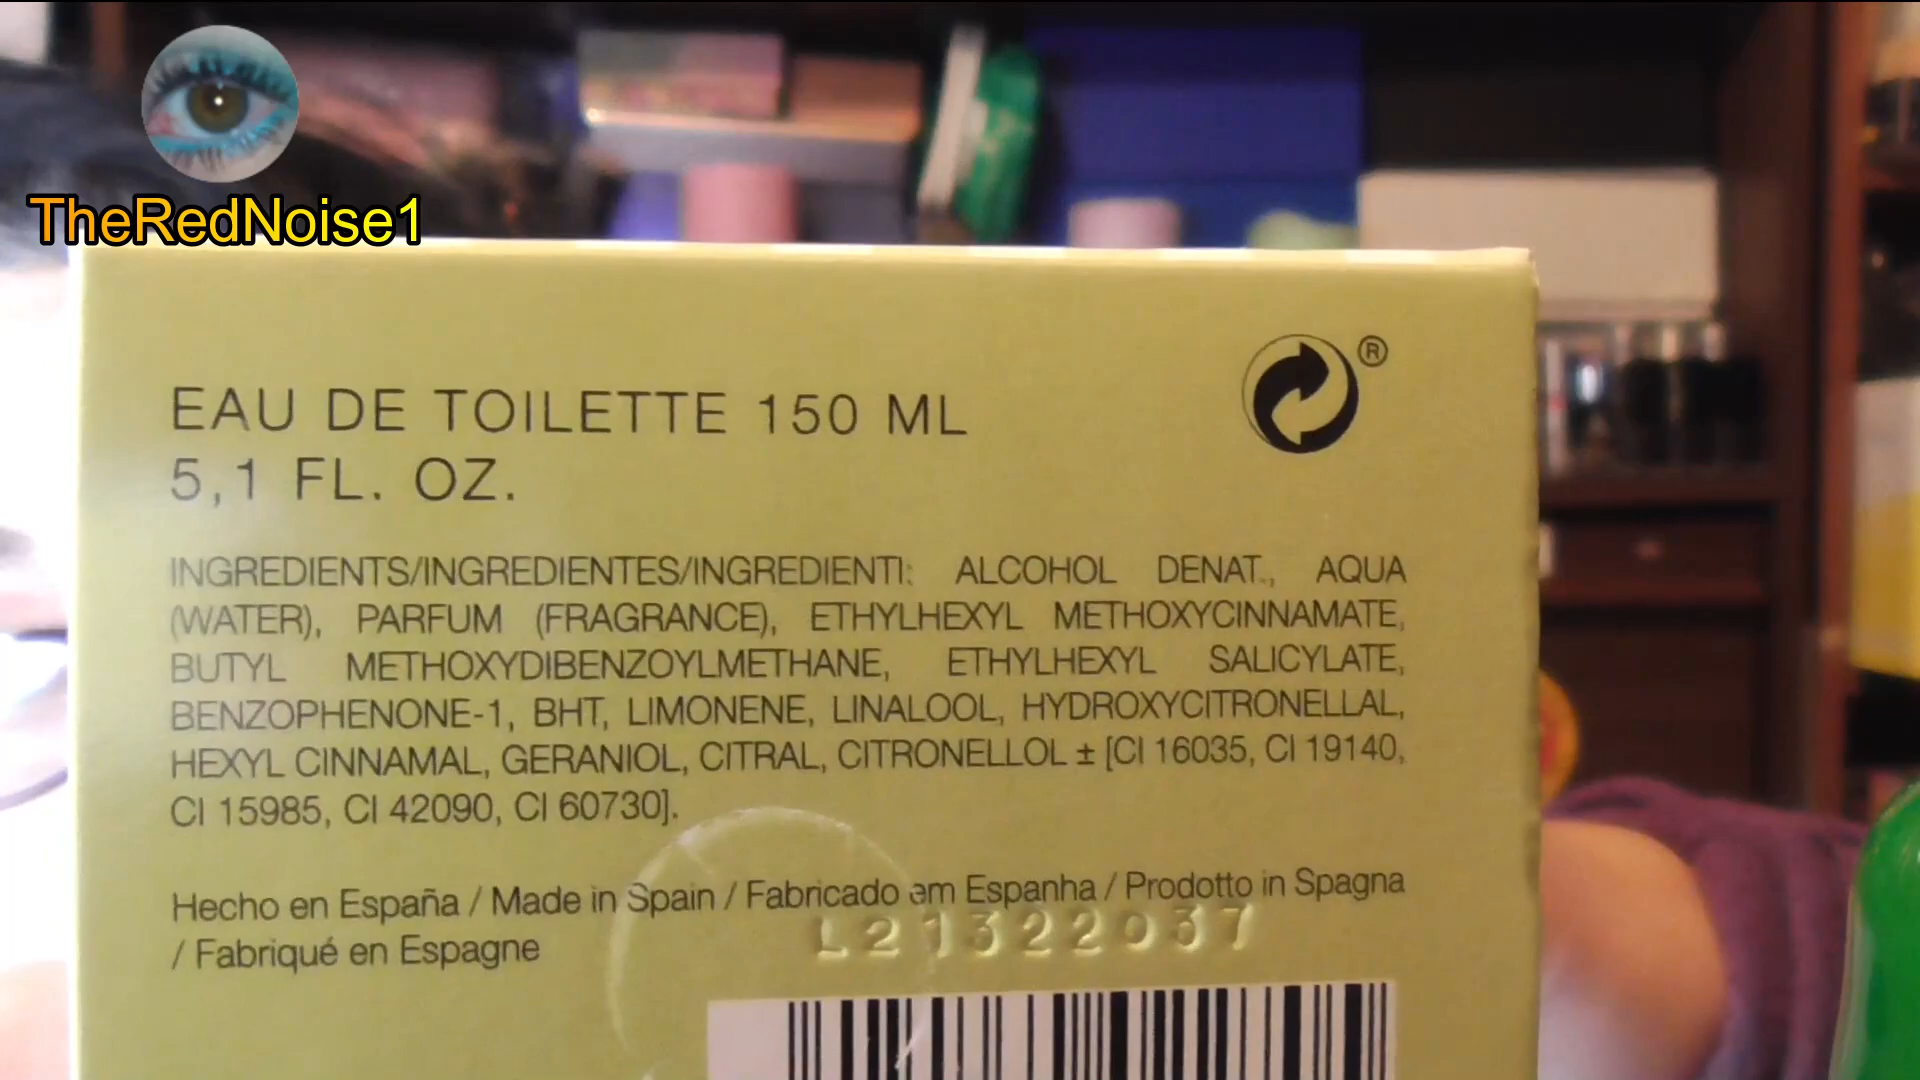 TheRedNoise1
EAU DE TOILETTE 150 ML
5,1 FL. OZ.
®
INGREDIENTS/INGREDIENTES/INGREDIENTI: ALCOHOL DENAT., AQUA
(WATER), PARFUM (FRAGRANCE), ETHYLHEXYL METHOXYCINNAMATE,
BUTYL METHOXYDIBENZOYLMETHANE, ETHYLHEXYL SALICYLATE,
BENZOPHENONE-1, BHT, LIMONENE, LINALOOL, HYDROXYCITRONELLAL,
HEXYL CINNAMAL, GERANIOL, CITRAL, CITRONELLOL ± [CI 16035, CI 19140,
CI 15985, CI 42090, CI 60730].
Hecho en España / Made in Spain / Fabricado em Espanha / Prodotto in Spagna
/ Fabriqué en Espagne
L21322037